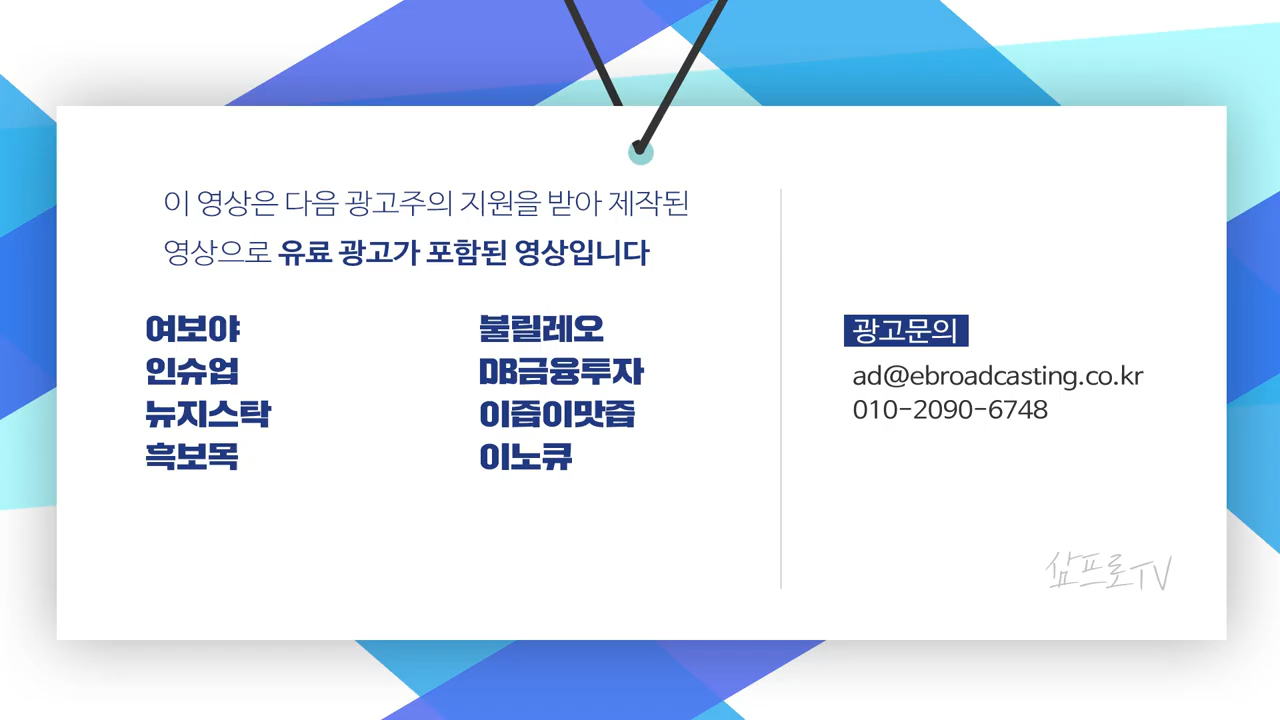 이 영상은 다음 광고주의 지원을 받아 제작된
영상으로 유료 광고가 포함된 영상입니다
여보야
인슈업
뉴지스탁
흑보목
불릴레오
DB금융투자
이즙이맛즙
이노큐
광고문의
ad@ebroadcasting.co.kr
010-2090-6748
삼프로TV